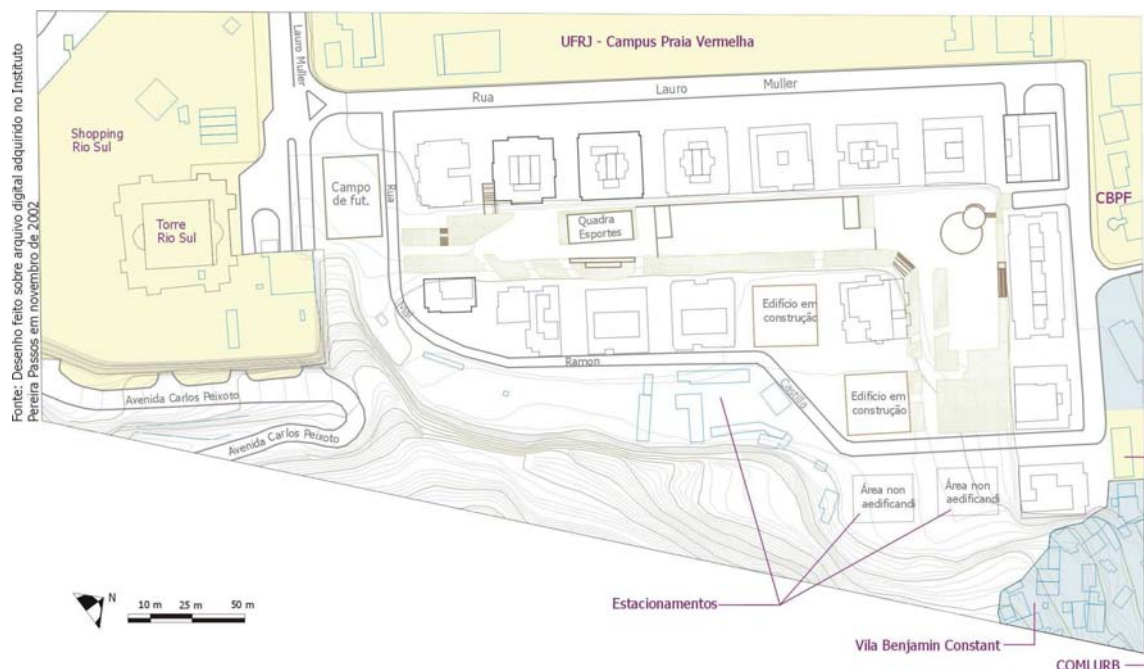 UFRJ - Campus Praia Vermelha
Lauro Muller
Rua Lauro Muller
Shopping
Rio Sul
Torre
Rio Sul
Campo
de fut.
Rua
Quadra
Esportes
CBPF
Edifício em
construção
Ramon
Castilla
Edifício em
construção
Avenida Carlos Peixoto
Avenida Carlos Peixoto
Área non
aedificandi
Área non
aedificandi
Estacionamentos
Vila Benjamin Constant
COMLURB
N
10 m 25 m 50 m
Fonte: Desenho feito sobre arquivo digital adquirido no Instituto
Pereira Passos em novembro de 2002